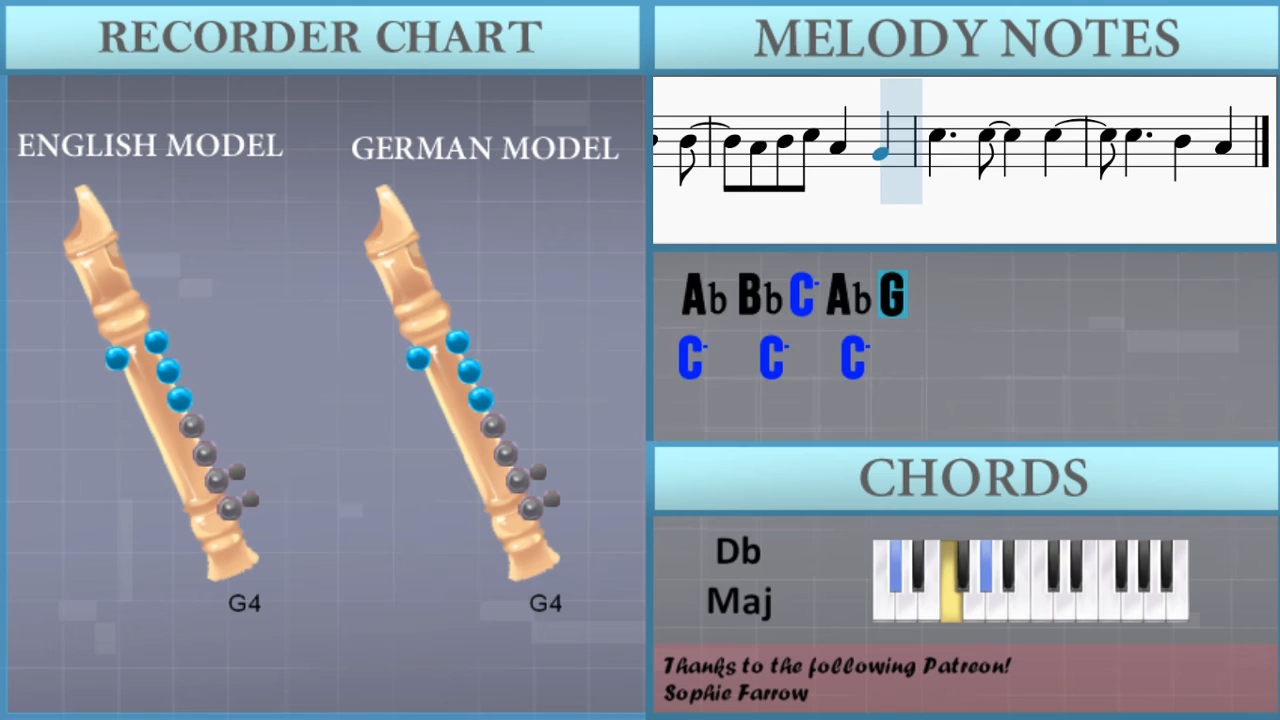 RECORDER CHART
ENGLISH MODEL
GERMAN MODEL
G4
G4
MELODY NOTES
Ab Bb C- Ab G
C- C- C-
CHORDS
Db
Maj
Thanks to the following Patreon!
Sophie Farrow